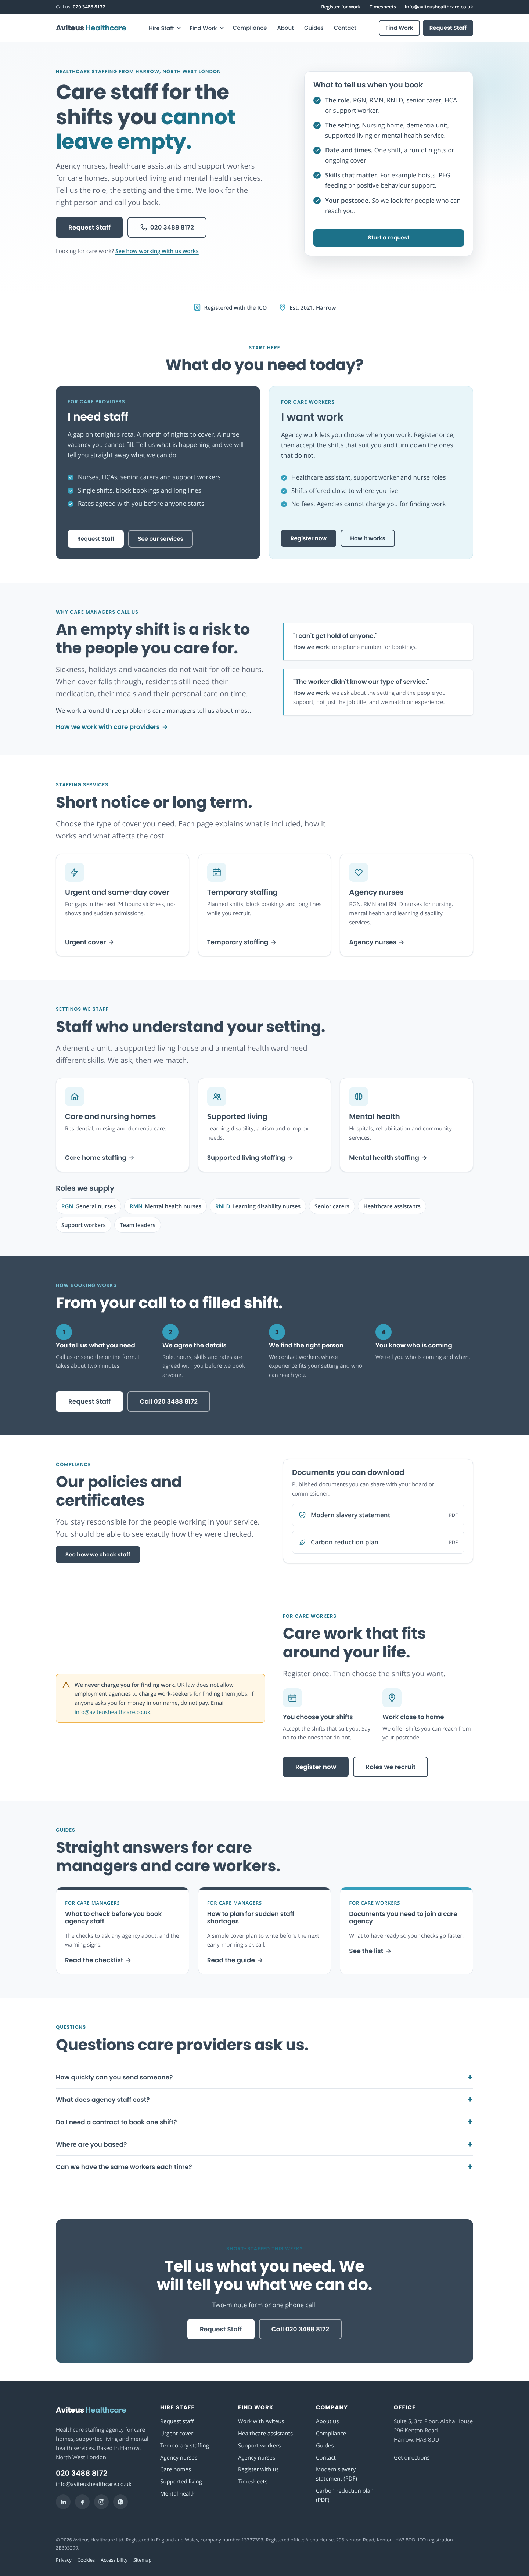 Call us: 020 3488 8172
Register for work Timesheets info@aviteushealthcare.co.uk
Aviteus Healthcare
Hire Staff Find Work Compliance About Guides Contact
Find Work Request Staff
HEALTHCARE STAFFING FROM HARROW, NORTH WEST LONDON
Care staff for the
shifts you cannot
leave empty.
Agency nurses, healthcare assistants and support workers
for care homes, supported living and mental health services.
Tell us the role, the setting and the time. We look for the
right person and call you back.
Request Staff 020 3488 8172
Looking for care work? See how working with us works
What to tell us when you book
The role. RGN, RMN, RNLD, senior carer, HCA
or support worker.
The setting. Nursing home, dementia unit,
supported living or mental health service.
Date and times. One shift, a run of nights or
ongoing cover.
Skills that matter. For example hoists, PEG
feeding or positive behaviour support.
Your postcode. So we look for people who can
reach you.
Start a request
Registered with the ICO Est. 2021, Harrow
START HERE
What do you need today?
FOR CARE PROVIDERS
I need staff
A gap on tonight's rota. A month of nights to cover. A nurse
vacancy you cannot fill. Tell us what is happening and we will
tell you straight away what we can do.
Nurses, HCAs, senior carers and support workers
Single shifts, block bookings and long lines
Rates agreed with you before anyone starts
Request Staff See our services
FOR CARE WORKERS
I want work
Agency work lets you choose when you work. Register once,
then accept the shifts that suit you and turn down the ones
that do not.
Healthcare assistant, support worker and nurse roles
Shifts offered close to where you live
No fees. Agencies cannot charge you for finding work
Register now How it works
WHY CARE MANAGERS CALL US
An empty shift is a risk to
the people you care for.
Sickness, holidays and vacancies do not wait for office hours.
When cover falls through, residents still need their
medication, their meals and their personal care on time.
We work around three problems care managers tell us about most.
How we work with care providers →
"I can't get hold of anyone."
How we work: one phone number for bookings.
"The worker didn't know our type of service."
How we work: we ask about the setting and the people you
support, not just the job title, and we match on experience.
STAFFING SERVICES
Short notice or long term.
Choose the type of cover you need. Each page explains what is included, how it
works and what affects the cost.
Urgent and same-day cover
For gaps in the next 24 hours: sickness, no-
shows and sudden admissions.
Urgent cover →
Temporary staffing
Planned shifts, block bookings and long lines
while you recruit.
Temporary staffing →
Agency nurses
RGN, RMN and RNLD nurses for nursing,
mental health and learning disability
services.
Agency nurses →
SETTINGS WE STAFF
Staff who understand your setting.
A dementia unit, a supported living house and a mental health ward need
different skills. We ask, then we match.
Care and nursing homes
Residential, nursing and dementia care.
Care home staffing →
Supported living
Learning disability, autism and complex
needs.
Supported living staffing →
Mental health
Hospitals, rehabilitation and community
services.
Mental health staffing →
Roles we supply
RGN General nurses RMN Mental health nurses RNLD Learning disability nurses Senior carers Healthcare assistants
Support workers Team leaders
HOW BOOKING WORKS
From your call to a filled shift.
1
You tell us what you need
Call us or send the online form. It
takes about two minutes.
2
We agree the details
Role, hours, skills and rates are
agreed with you before we book
anyone.
3
We find the right person
We contact workers whose
experience fits your setting and who
can reach you.
4
You know who is coming
We tell you who is coming and when.
Request Staff Call 020 3488 8172
COMPLIANCE
Our policies and
certificates
You stay responsible for the people working in your service.
You should be able to see exactly how they were checked.
See how we check staff
Documents you can download
Published documents you can share with your board or
commissioner.
Modern slavery statement PDF
Carbon reduction plan PDF
We never charge you for finding work. UK law does not allow
employment agencies to charge work-seekers for finding them jobs. If
anyone asks you for money in our name, do not pay. Email
info@aviteushealthcare.co.uk.
FOR CARE WORKERS
Care work that fits
around your life.
Register once. Then choose the shifts you want.
You choose your shifts
Accept the shifts that suit you. Say
no to the ones that do not.
Work close to home
We offer shifts you can reach from
your postcode.
Register now Roles we recruit
GUIDES
Straight answers for care
managers and care workers.
FOR CARE MANAGERS
What to check before you book
agency staff
The checks to ask any agency about, and the
warning signs.
Read the checklist →
FOR CARE MANAGERS
How to plan for sudden staff
shortages
A simple cover plan to write before the next
early-morning sick call.
Read the guide →
FOR CARE WORKERS
Documents you need to join a care
agency
What to have ready so your checks go faster.
See the list →
QUESTIONS
Questions care providers ask us.
How quickly can you send someone? +
What does agency staff cost? +
Do I need a contract to book one shift? +
Where are you based? +
Can we have the same workers each time? +
Tell us what you need. We
will tell you what we can do.
Two-minute form or one phone call.
Request Staff Call 020 3488 8172
Aviteus Healthcare
Healthcare staffing agency for care
homes, supported living and mental
health services. Based in Harrow,
North West London.
020 3488 8172
info@aviteushealthcare.co.uk
HIRE STAFF
Request staff
Urgent cover
Temporary staffing
Agency nurses
Care homes
Supported living
Mental health
FIND WORK
Work with Aviteus
Healthcare assistants
Support workers
Agency nurses
Register with us
Timesheets
COMPANY
About us
Compliance
Guides
Contact
Modern slavery
statement (PDF)
Carbon reduction plan
(PDF)
OFFICE
Suite 5, 3rd Floor, Alpha House
296 Kenton Road
Harrow, HA3 8DD
Get directions
© 2026 Aviteus Healthcare Ltd. Registered in England and Wales, company number 13337393. Registered office: Alpha House, 296 Kenton Road, Kenton, HA3 8DD. ICO registration
ZB303299.
Privacy Cookies Accessibility Sitemap